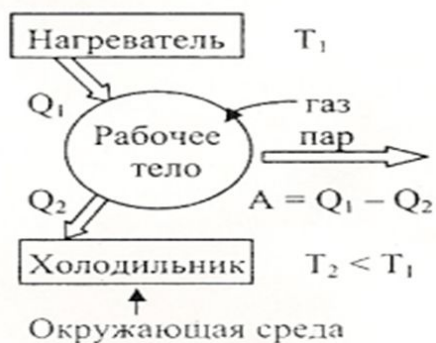 Нагреватель T₁
Q₁
газ
Рабочее тело
пар
Q₂
A = Q₁ – Q₂
Холодильник T₂ < T₁
Окружающая среда